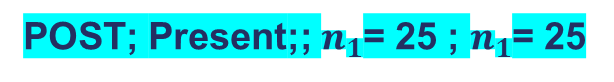 POST; Present;; n₁= 25 ; n₁= 25